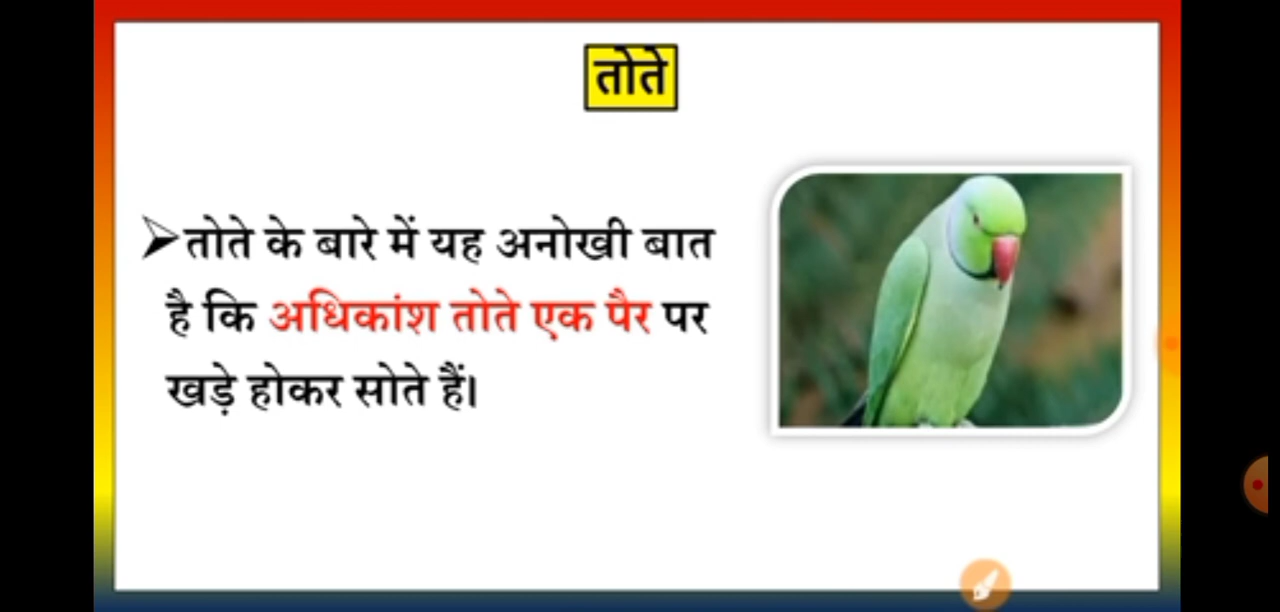 तोते
➢तोते के बारे में यह अनोखी बात
है कि अधिकांश तोते एक पैर पर
खड़े होकर सोते हैं।